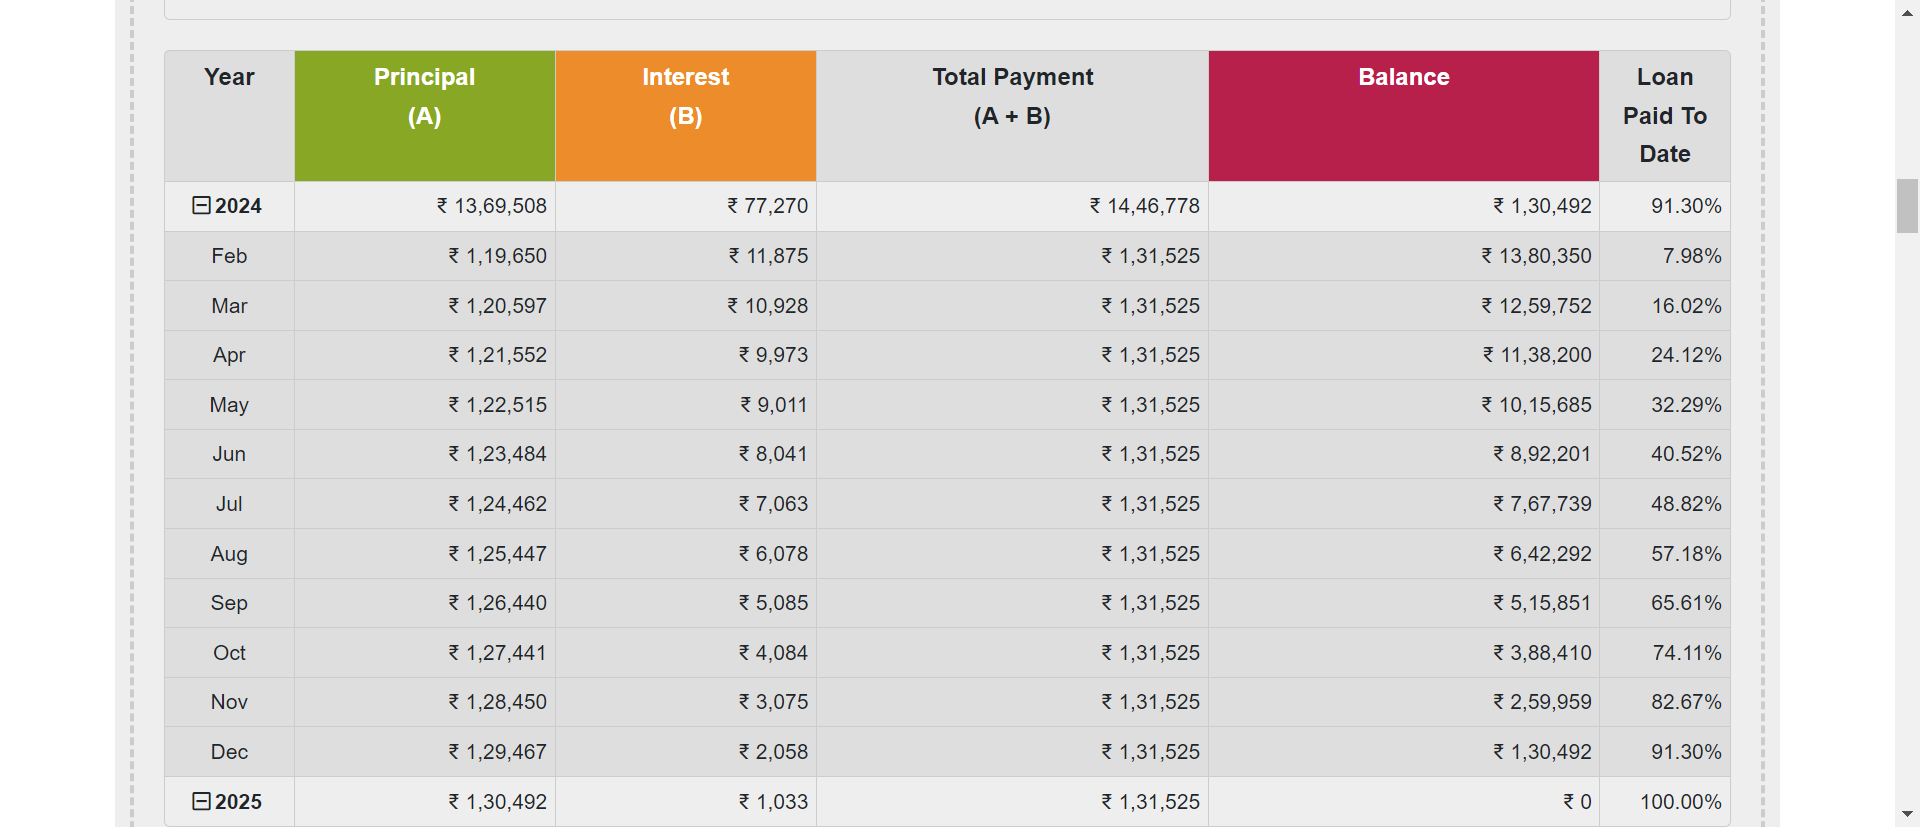 Year Principal Interest Total Payment Balance Loan
(A) (B) (A + B) Paid To
Date
2024 ₹ 13,69,508 ₹ 77,270 ₹ 14,46,778 ₹ 1,30,492 91.30%
Feb ₹ 1,19,650 ₹ 11,875 ₹ 1,31,525 ₹ 13,80,350 7.98%
Mar ₹ 1,20,597 ₹ 10,928 ₹ 1,31,525 ₹ 12,59,752 16.02%
Apr ₹ 1,21,552 ₹ 9,973 ₹ 1,31,525 ₹ 11,38,200 24.12%
May ₹ 1,22,515 ₹ 9,011 ₹ 1,31,525 ₹ 10,15,685 32.29%
Jun ₹ 1,23,484 ₹ 8,041 ₹ 1,31,525 ₹ 8,92,201 40.52%
Jul ₹ 1,24,462 ₹ 7,063 ₹ 1,31,525 ₹ 7,67,739 48.82%
Aug ₹ 1,25,447 ₹ 6,078 ₹ 1,31,525 ₹ 6,42,292 57.18%
Sep ₹ 1,26,440 ₹ 5,085 ₹ 1,31,525 ₹ 5,15,851 65.61%
Oct ₹ 1,27,441 ₹ 4,084 ₹ 1,31,525 ₹ 3,88,410 74.11%
Nov ₹ 1,28,450 ₹ 3,075 ₹ 1,31,525 ₹ 2,59,959 82.67%
Dec ₹ 1,29,467 ₹ 2,058 ₹ 1,31,525 ₹ 1,30,492 91.30%
2025 ₹ 1,30,492 ₹ 1,033 ₹ 1,31,525 ₹ 0 100.00%